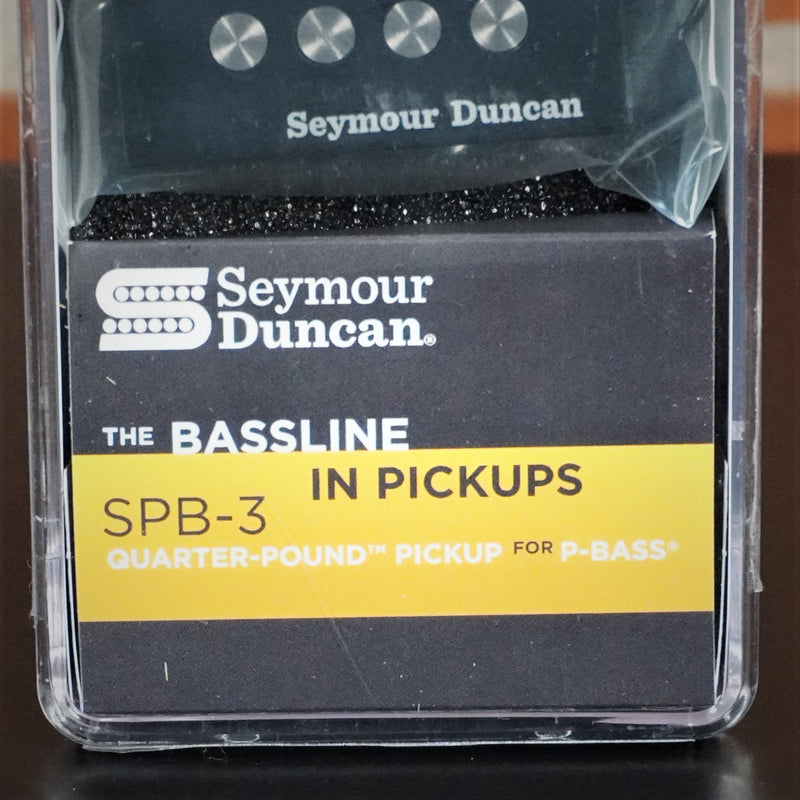 Seymour Duncan
Seymour
Duncan®
THE BASSLINE
IN PICKUPS
SPB-3
QUARTER-POUND™ PICKUP FOR P-BASS®